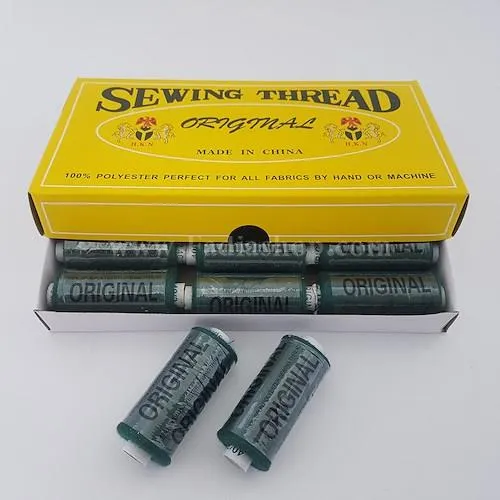 SEWING THREAD
ORIGINAL
H.K.N H.K.N
MADE IN CHINA
100% POLYESTER PERFECT FOR ALL FABRICS BY HAND OR MACHINE
ORIGINAL ORIGINAL ORIGINAL
ORIGINAL ORIGINAL
ORIGINAL